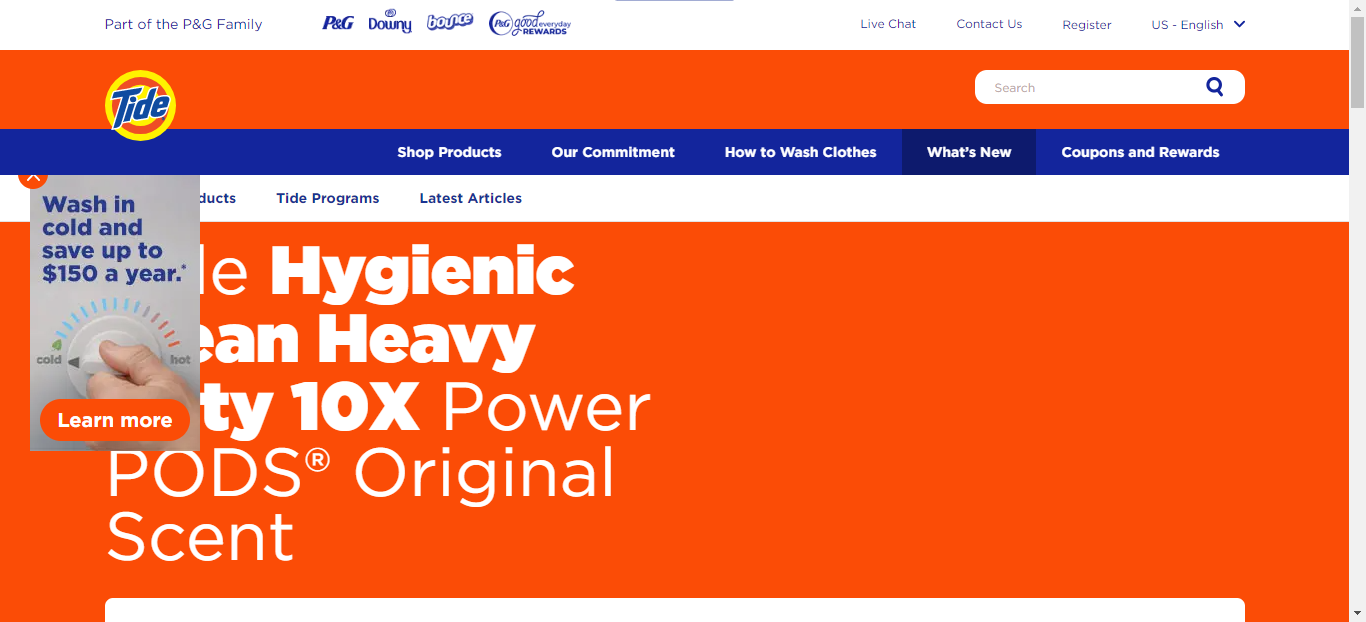 Part of the P&G Family
P&G Downy bounce P&G good everyday REWARDS
Live Chat Contact Us Register US - English
Tide
Search
Shop Products Our Commitment How to Wash Clothes What's New Coupons and Rewards
ducts Tide Programs Latest Articles
Wash in
cold and
save up to
$150 a year.*
cold hot
Learn more
le Hygienic
ean Heavy
ty 10X Power
PODS® Original
Scent